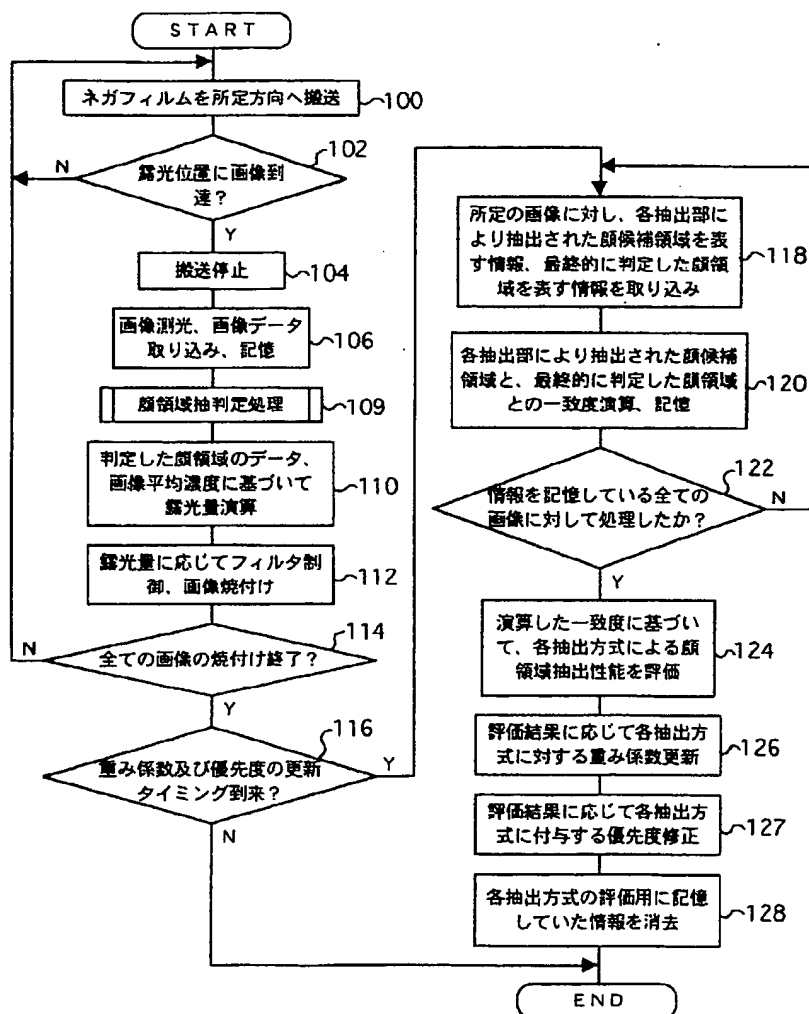 START
ネガフィルムを所定方向へ搬送
100
露光位置に画像到
達?
102
N
Y
搬送停止
104
画像測光、画像データ
取り込み、記憶
106
顔領域抽判定処理
109
判定した顔領域のデータ、
画像平均濃度に基づいて
露光量演算
110
露光量に応じてフィルタ制
御、画像焼付け
112
全ての画像の焼付け終了?
114
N
Y
重み係数及び優先度の更新
タイミング到来?
116
Y
N
所定の画像に対し、各抽出部に
より抽出された顔候補領域を表
す情報、最終的に判定した顔領
域を表す情報を取り込み
118
各抽出部により抽出された顔候補
領域と、最終的に判定した顔領域
との一致度演算、記憶
120
情報を記憶している全ての
画像に対して処理したか?
122
N
Y
演算した一致度に基づい
て、各抽出方式による顔
領域抽出性能を評価
124
評価結果に応じて各抽出方
式に対する重み係数更新
126
評価結果に応じて各抽出方
式に付与する優先度修正
127
各抽出方式の評価用に記憶
していた情報を消去
128
END